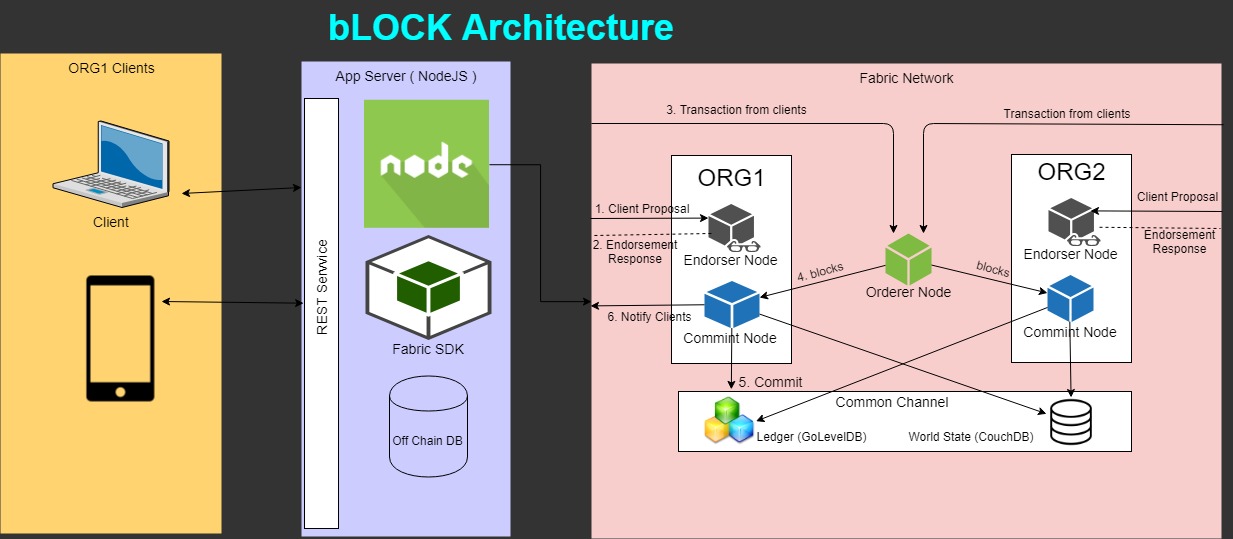 bLOCK Architecture
ORG1 Clients
Client
App Server ( NodeJS )
REST Servvice
node
Fabric SDK
Off Chain DB
Fabric Network
3. Transaction from clients
Transaction from clients
ORG1
1. Client Proposal
2. Endorsement
Response
Endorser Node
4. blocks
6. Notify Clients
Commint Node
Orderer Node
blocks
ORG2
Client Proposal
Endorsement
Response
Endorser Node
Commint Node
5. Commit
Common Channel
Ledger (GoLevelDB)
World State (CouchDB)